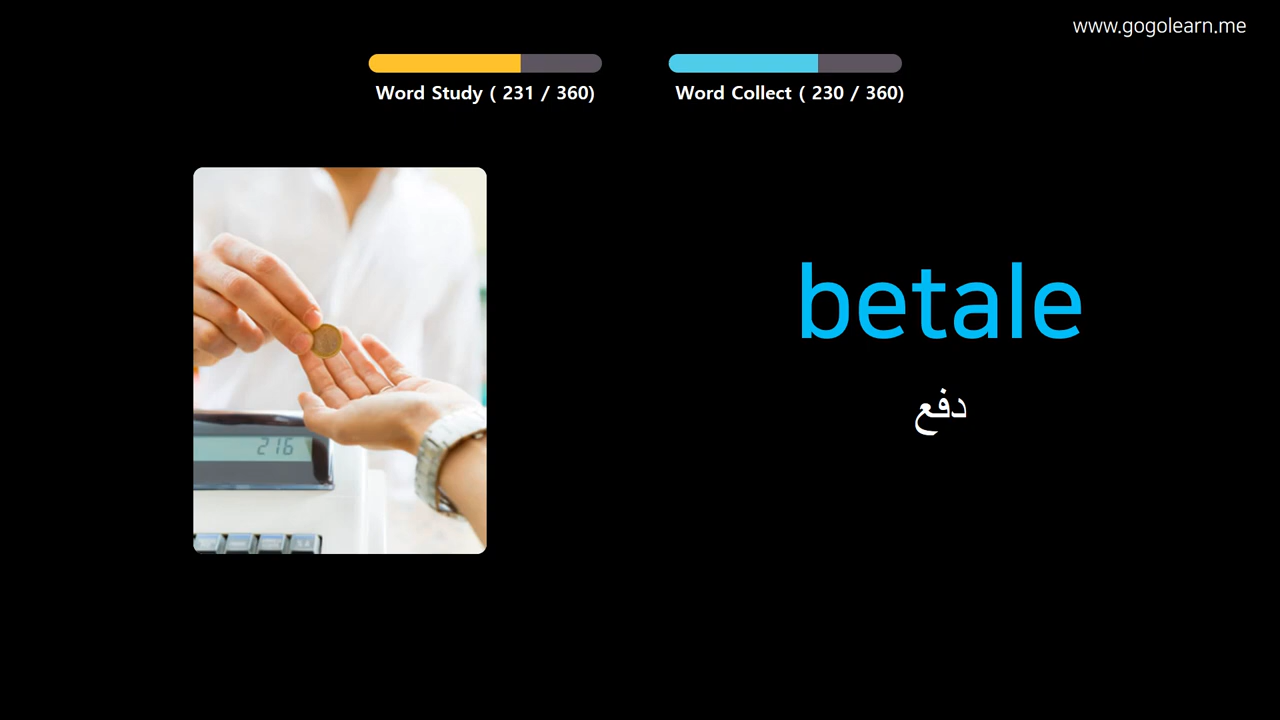 www.gogolearn.me
Word Study ( 231 / 360)
Word Collect ( 230 / 360)
betale
دفع
216